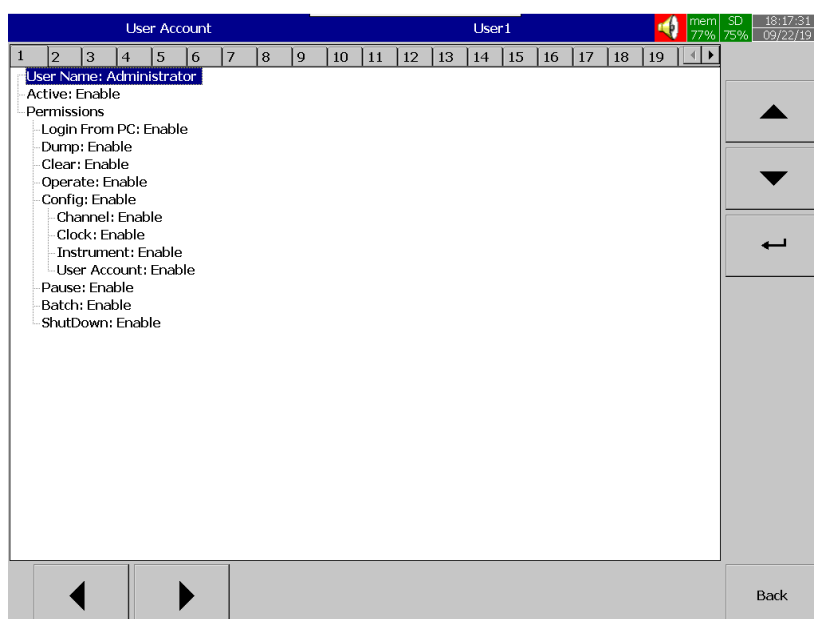 User Account User1 mem 77% SD 75% 18:17:31 09/22/19
1 2 3 4 5 6 7 8 9 10 11 12 13 14 15 16 17 18 19
User Name: Administrator
Active: Enable
Permissions
Login From PC: Enable
Dump: Enable
Clear: Enable
Operate: Enable
Config: Enable
Channel: Enable
Clock: Enable
Instrument: Enable
User Account: Enable
Pause: Enable
Batch: Enable
ShutDown: Enable
Back